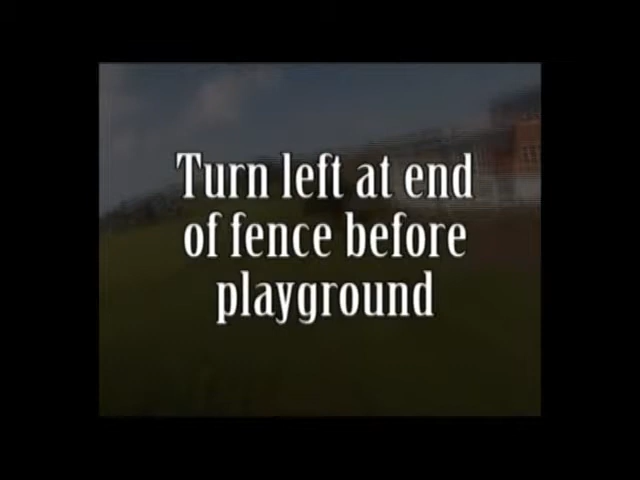 Turn left at end
of fence before
playground